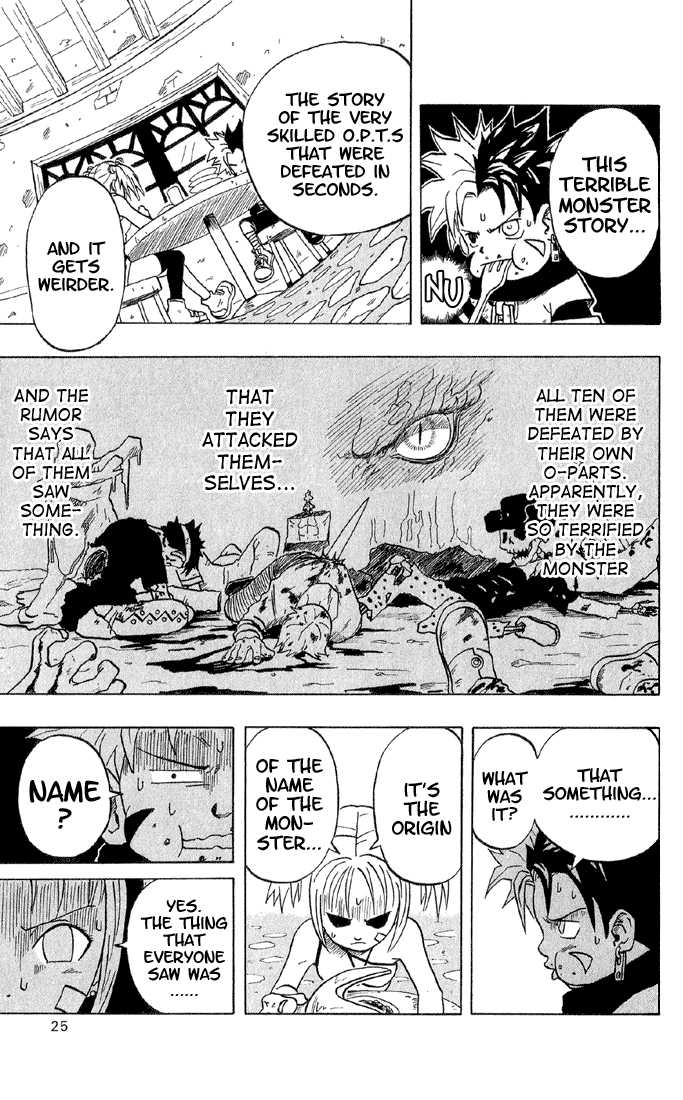 THIS
TERRIBLE
MONSTER
STORY...
NU
THE STORY
OF THE VERY
SKILLED O.P.T.S
THAT WERE
DEFEATED IN
SECONDS.
AND IT
GETS
WEIRDER.
ALL TEN OF
THEM WERE
DEFEATED BY
THEIR OWN
O-PARTS.
APPARENTLY,
THEY WERE
SO TERRIFIED
BY THE
MONSTER
THAT
THEY
ATTACKED
THEM-
SELVES...
AND THE
RUMOR
SAYS
THAT ALL
OF THEM
SAW
SOME-
THING.
THAT
SOMETHING...
............
WHAT
WAS
IT?
IT'S
THE
ORIGIN
OF THE
NAME
OF THE
MON-
STER...
NAME
?
YES.
THE THING
THAT
EVERYONE
SAW WAS
......
25